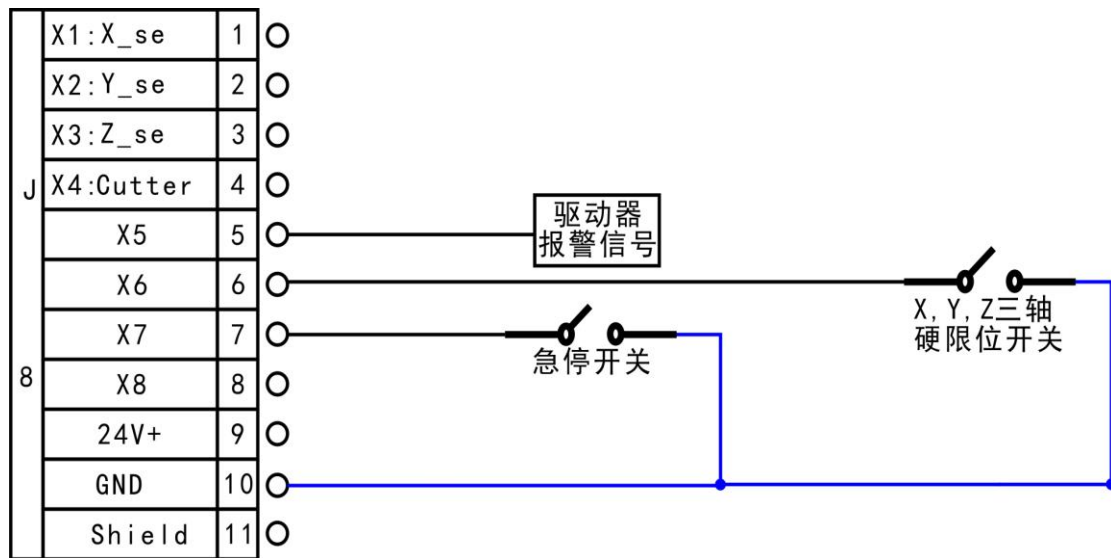 X1:X_se 1
X2:Y_se 2
X3:Z_se 3
J
X4:Cutter 4
驱动器
报警信号
X5 5
X6 6
X,Y,Z三轴
硬限位开关
X7 7
急停开关
8
X8 8
24V+ 9
GND 10
Shield 11